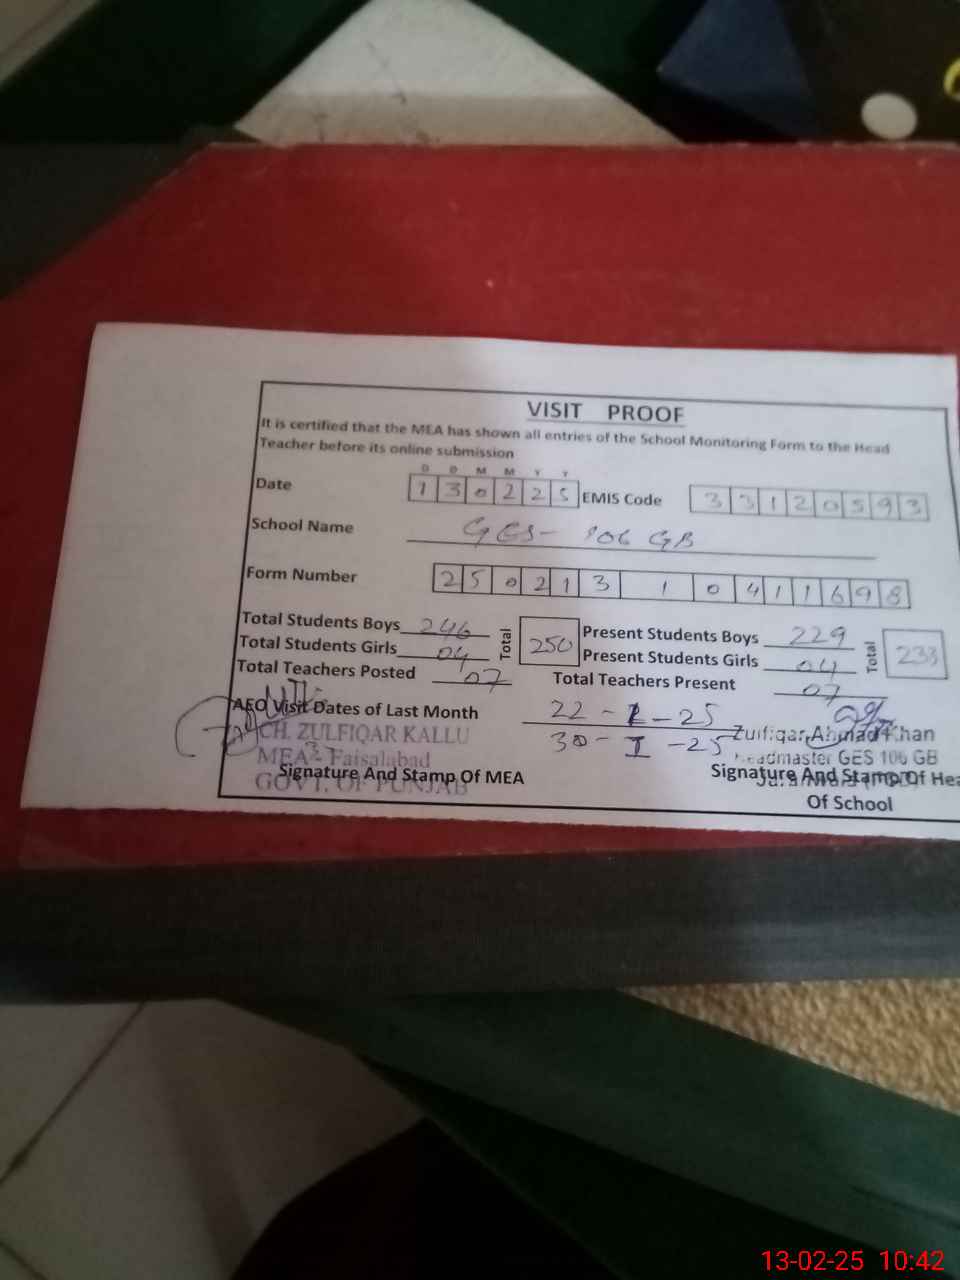 VISIT PROOF
It is certified that the MEA has shown all entries of the School Monitoring Form to the Head
Teacher before its online submission
D D M M Y Y
Date 1 3 0 2 2 5 EMIS Code 3 3 1 2 0 5 9 3
School Name GES- 106 GB
Form Number 2 5 0 2 1 3 1 0 4 1 1 6 9 8
Total Students Boys 246 Total 250 Present Students Boys 229 Total 233
Total Students Girls 04 Present Students Girls 04
Total Teachers Posted 07 Total Teachers Present 07
AEO Visit Dates of Last Month 22-1-25
30-I-25
CH. ZULFIQAR KALLU
MEA-3 Faisalabad
GOVT. OF PUNJAB
Signature And Stamp Of MEA
Zulfiqar Ahmad Khan
Headmaster GES 106 GB
Signature And Stamp Of Hea
Of School
13-02-25 10:42